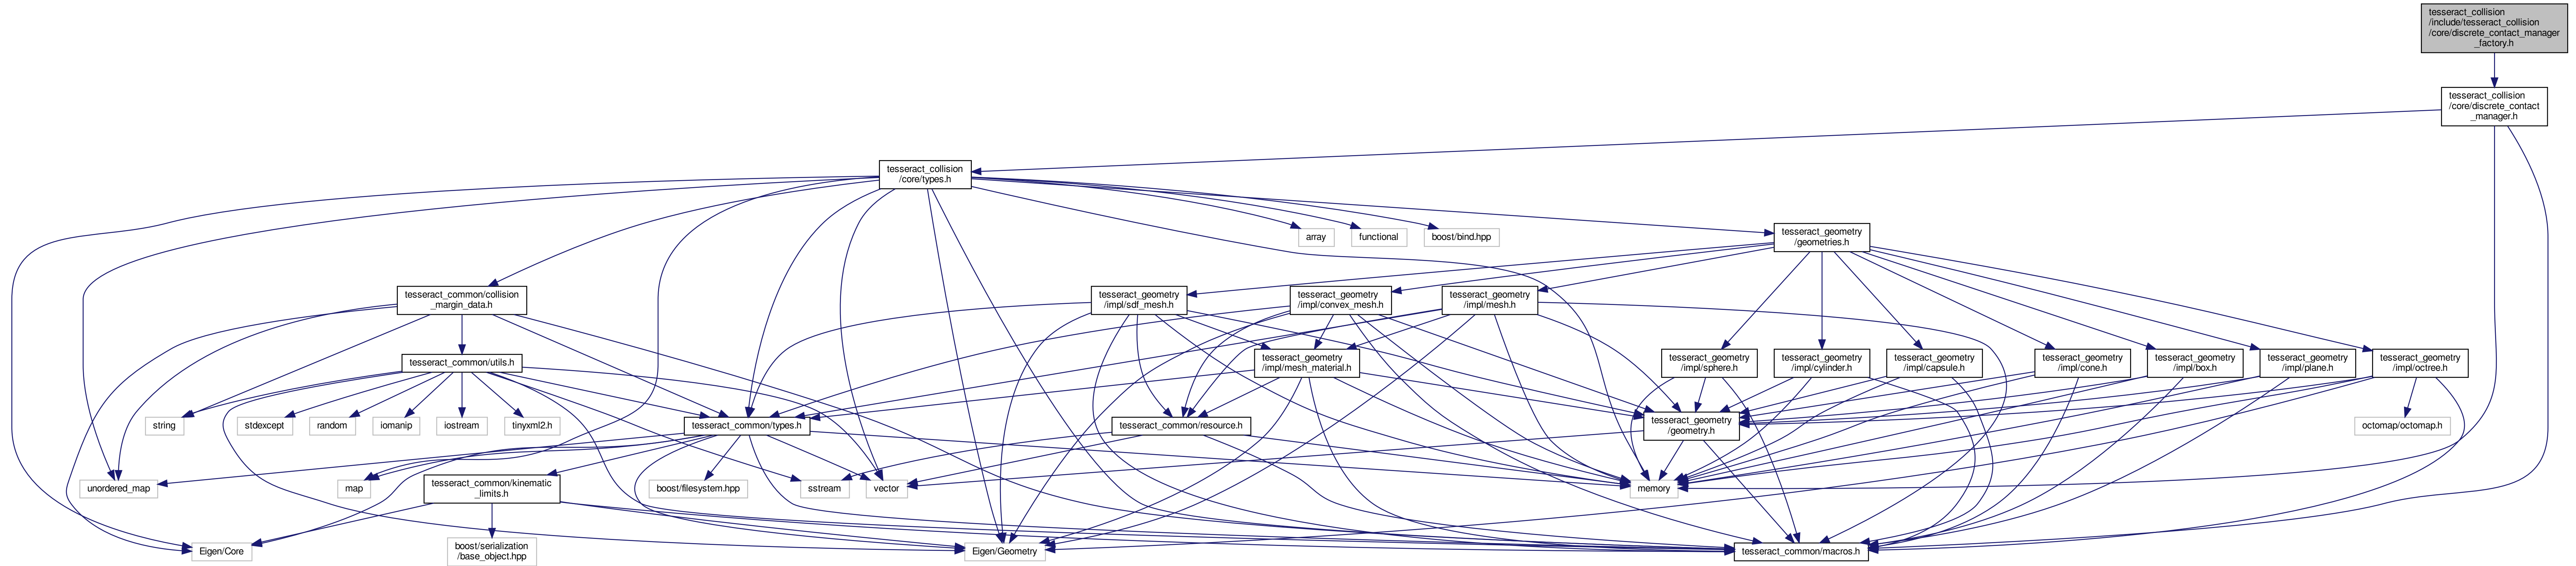 tesseract_collision
/include/tesseract_collision
/core/discrete_contact_manager
_factory.h
tesseract_collision
/core/discrete_contact
_manager.h
tesseract_collision
/core/types.h
array
functional
boost/bind.hpp
tesseract_geometry
/geometries.h
tesseract_common/collision
_margin_data.h
tesseract_geometry
/impl/sdf_mesh.h
tesseract_geometry
/impl/convex_mesh.h
tesseract_geometry
/impl/mesh.h
tesseract_common/utils.h
tesseract_geometry
/impl/mesh_material.h
tesseract_geometry
/impl/sphere.h
tesseract_geometry
/impl/cylinder.h
tesseract_geometry
/impl/capsule.h
tesseract_geometry
/impl/cone.h
tesseract_geometry
/impl/box.h
tesseract_geometry
/impl/plane.h
tesseract_geometry
/impl/octree.h
string
stdexcept
random
iomanip
iostream
tinyxml2.h
tesseract_common/types.h
tesseract_common/resource.h
tesseract_geometry
/geometry.h
octomap/octomap.h
unordered_map
map
tesseract_common/kinematic
_limits.h
boost/filesystem.hpp
sstream
vector
memory
Eigen/Core
boost/serialization
/base_object.hpp
Eigen/Geometry
tesseract_common/macros.h